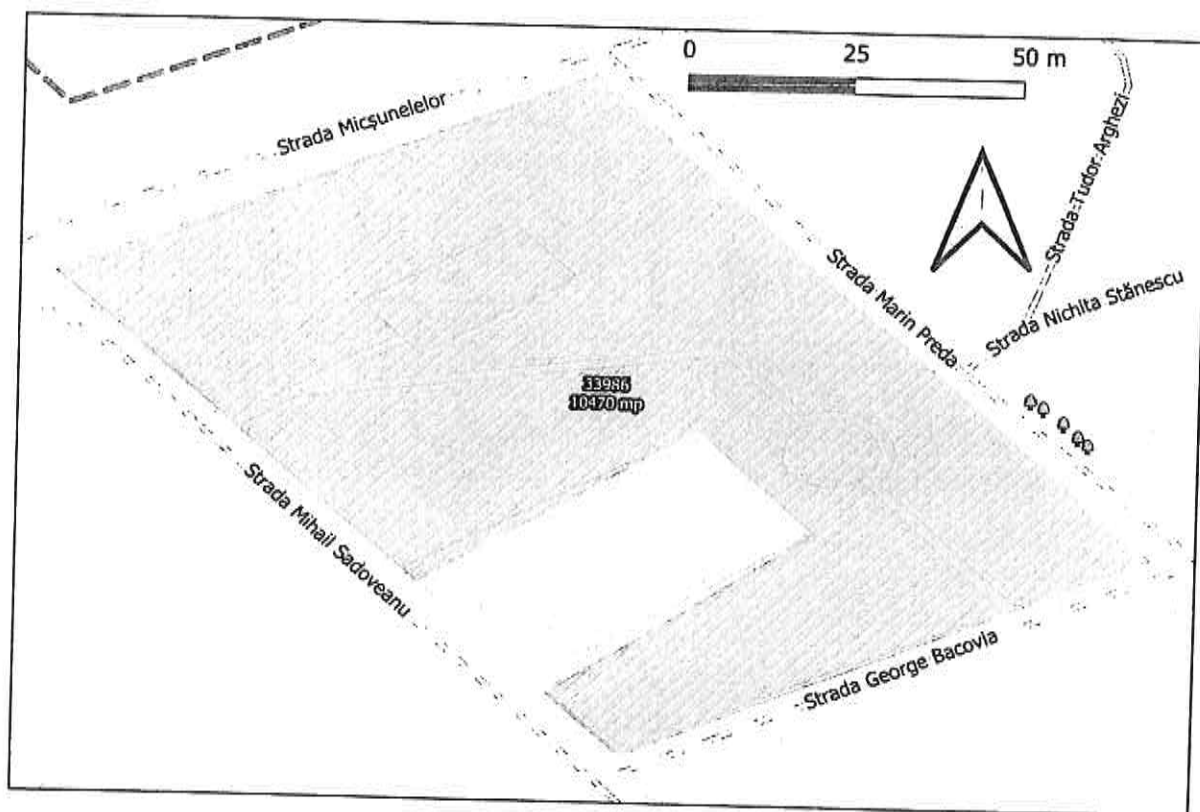 0 25 50 m
Strada Micșunelelor
Strada Tudor Arghezi
Strada Marin Preda
Strada Nichita Stănescu
33986
10470 mp
Strada Mihail Sadoveanu
Strada George Bacovia